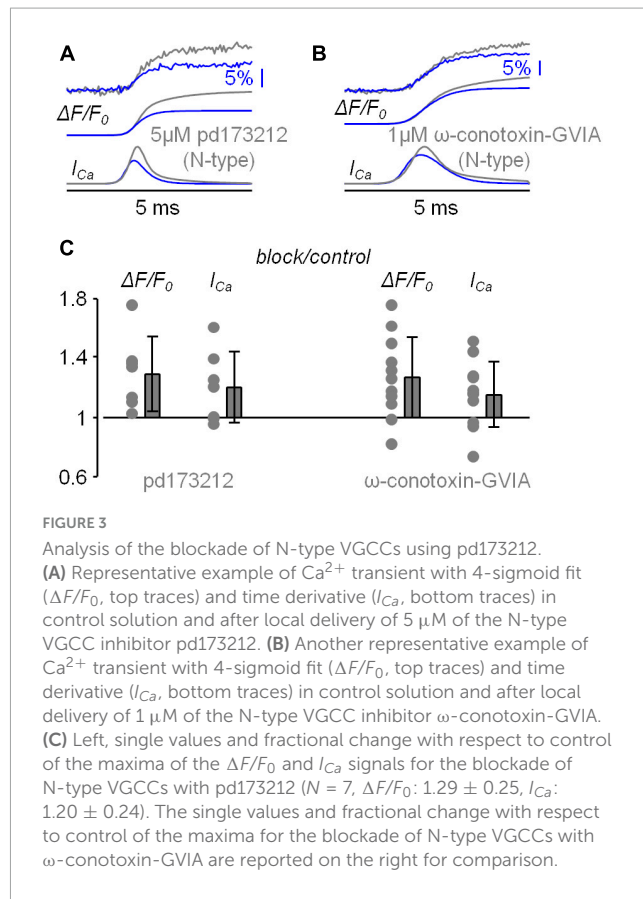 A
B
5%
5%
ΔF/F0
5μM pd173212
(N-type)
1μM ω-conotoxin-GVIA
(N-type)
ICa
ICa
5 ms
5 ms
C
block/control
ΔF/F0
ICa
ΔF/F0
ICa
1.8
1.4
1
0.6
pd173212
ω-conotoxin-GVIA
FIGURE 3
Analysis of the blockade of N-type VGCCs using pd173212.
(A) Representative example of Ca2+ transient with 4-sigmoid fit
(ΔF/F0, top traces) and time derivative (ICa, bottom traces) in
control solution and after local delivery of 5 μM of the N-type
VGCC inhibitor pd173212. (B) Another representative example of
Ca2+ transient with 4-sigmoid fit (ΔF/F0, top traces) and time
derivative (ICa, bottom traces) in control solution and after local
delivery of 1 μM of the N-type VGCC inhibitor ω-conotoxin-GVIA.
(C) Left, single values and fractional change with respect to control
of the maxima of the ΔF/F0 and ICa signals for the blockade of
N-type VGCCs with pd173212 (N = 7, ΔF/F0: 1.29 ± 0.25, ICa:
1.20 ± 0.24). The single values and fractional change with respect
to control of the maxima for the blockade of N-type VGCCs with
ω-conotoxin-GVIA are reported on the right for comparison.